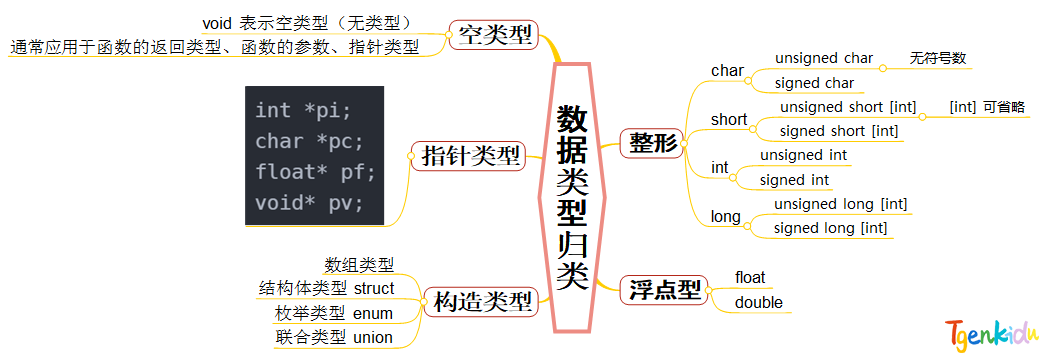 数据类型归类
空类型
void 表示空类型（无类型）
通常应用于函数的返回类型、函数的参数、指针类型
指针类型
int *pi;
char *pc;
float* pf;
void* pv;
构造类型
数组类型
结构体类型 struct
枚举类型 enum
联合类型 union
整形
char
unsigned char
无符号数
signed char
short
unsigned short [int]
[int] 可省略
signed short [int]
int
unsigned int
signed int
long
unsigned long [int]
signed long [int]
浮点型
float
double
Tgenkidu